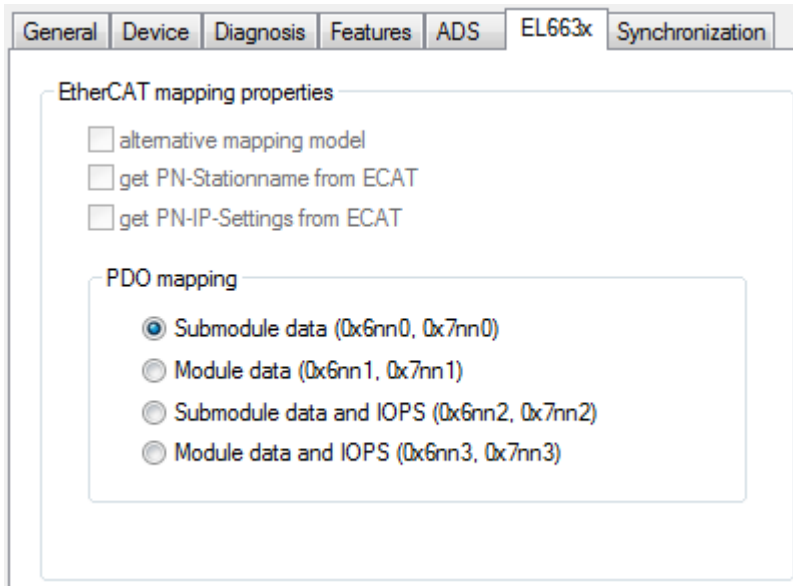 General Device Diagnosis Features ADS EL663x Synchronization
EtherCAT mapping properties
alternative mapping model
get PN-Stationname from ECAT
get PN-IP-Settings from ECAT
PDO mapping
Submodule data (0x6nn0, 0x7nn0)
Module data (0x6nn1, 0x7nn1)
Submodule data and IOPS (0x6nn2, 0x7nn2)
Module data and IOPS (0x6nn3, 0x7nn3)